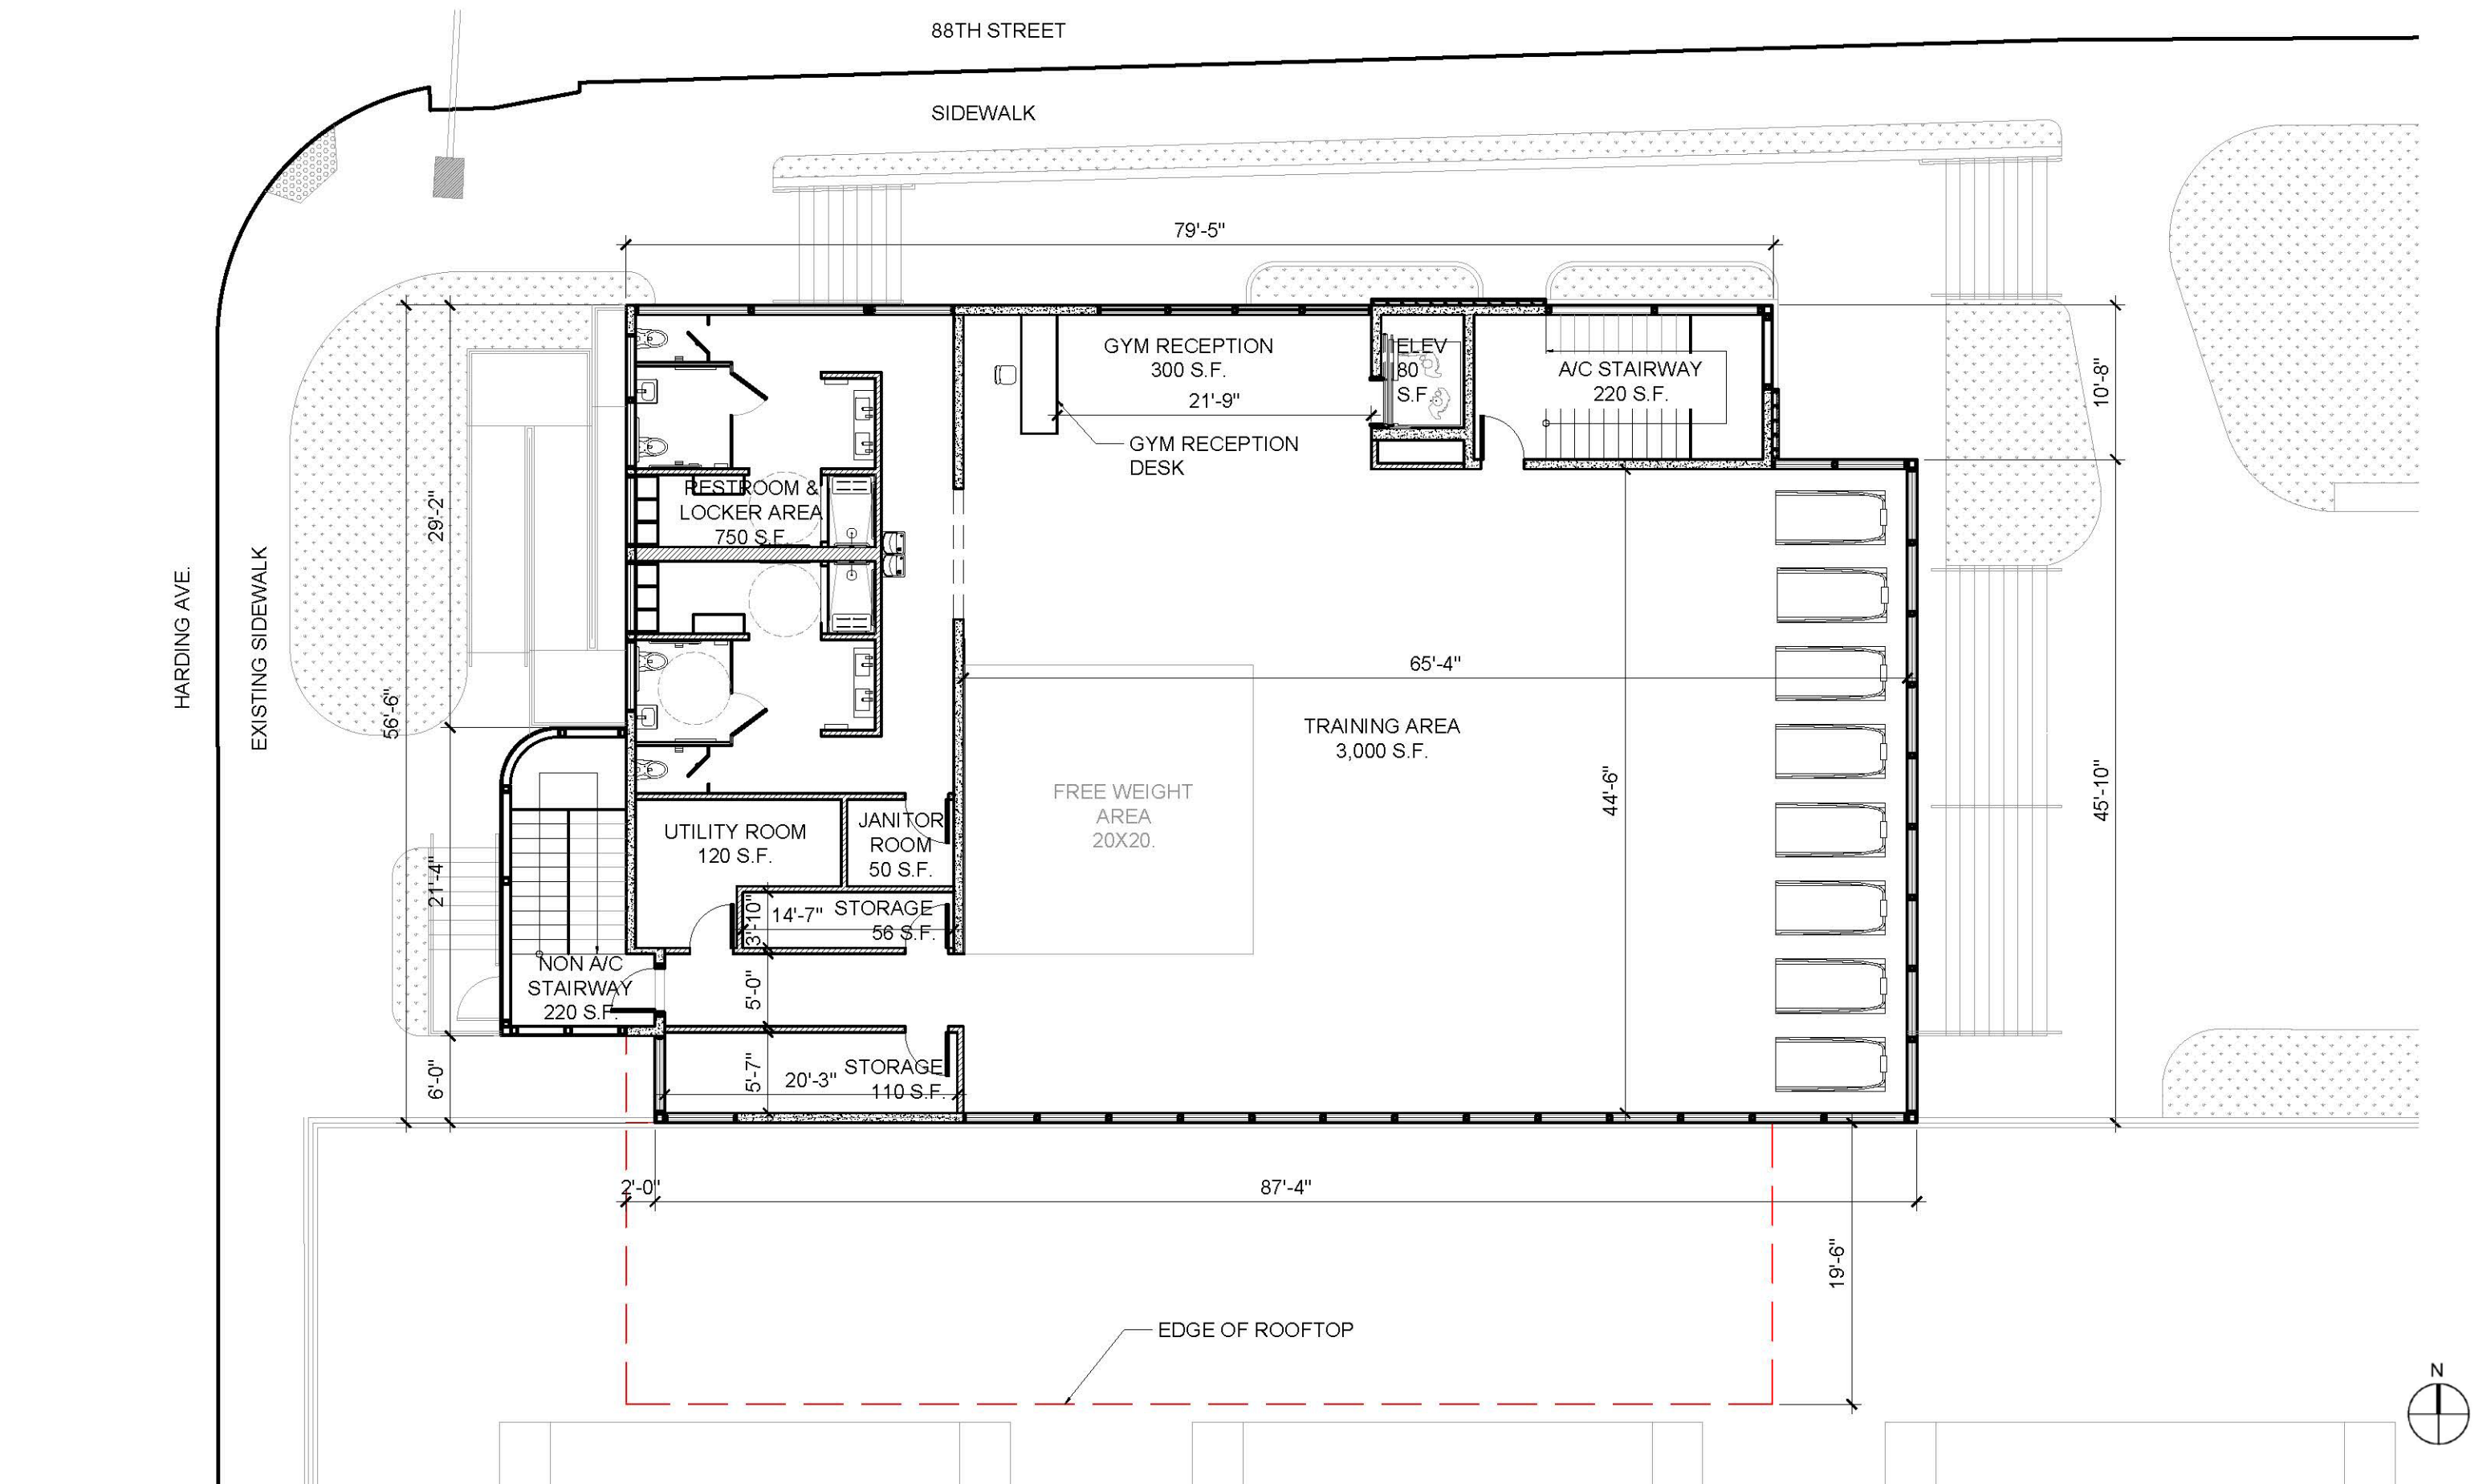 88TH STREET
SIDEWALK
79'-5"
GYM RECEPTION
300 S.F.
21'-9"
GYM RECEPTION
DESK
ELEV
80
S.F.
A/C STAIRWAY
220 S.F.
10'-8"
RESTROOM &
LOCKER AREA
750 S.F.
29'-2"
56'-6"
HARDING AVE.
EXISTING SIDEWALK
65'-4"
TRAINING AREA
3,000 S.F.
44'-6"
45'-10"
FREE WEIGHT
AREA
20X20.
UTILITY ROOM
120 S.F.
JANITOR
ROOM
50 S.F.
21'-4"
3'-10"
14'-7"
STORAGE
56 S.F.
NON A/C
STAIRWAY
220 S.F.
5'-0"
6'-0"
5'-7"
20'-3"
STORAGE
110 S.F.
2'-0"
87'-4"
19'-6"
EDGE OF ROOFTOP
N